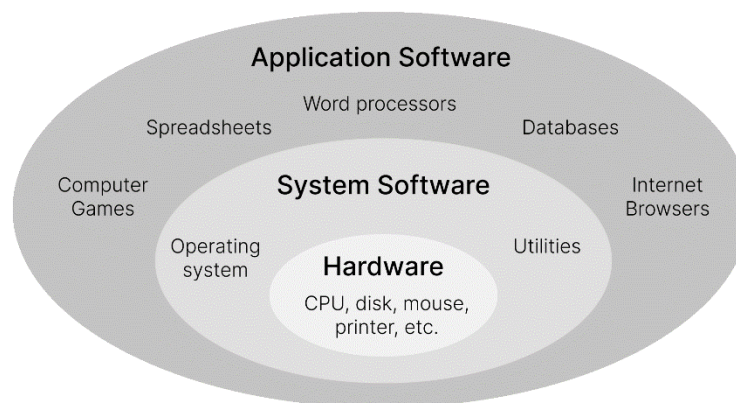 Application Software
Word processors
Spreadsheets
Databases
Computer
Games
Internet
Browsers
System Software
Operating
system
Utilities
Hardware
CPU, disk, mouse,
printer, etc.